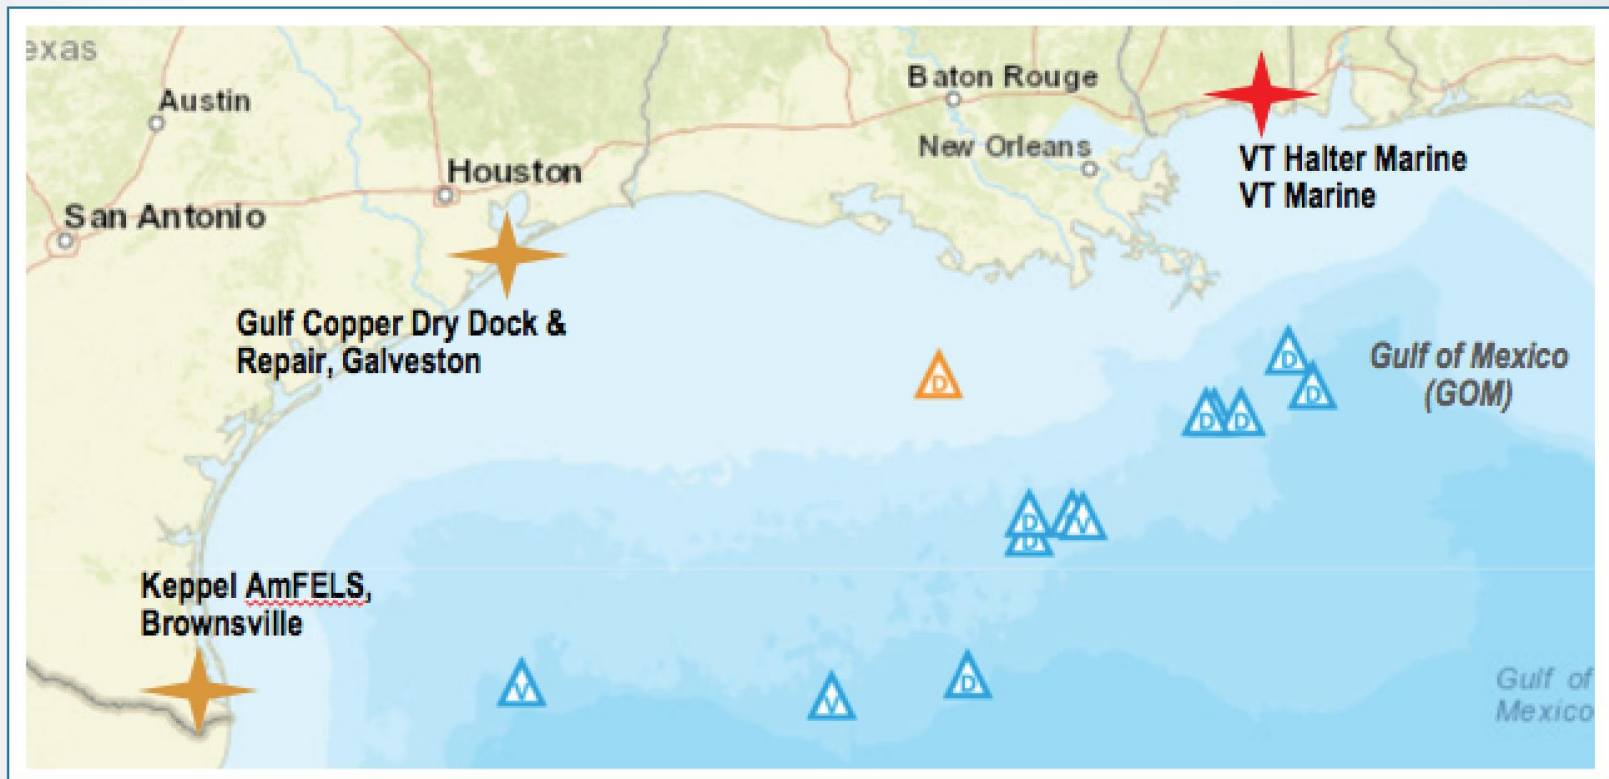 exas
Austin
Baton Rouge
New Orleans
VT Halter Marine
VT Marine
Houston
San Antonio
Gulf Copper Dry Dock &
Repair, Galveston
Gulf of Mexico
(GOM)
D
D
D
D
D
D
D
V
Keppel AmFELS,
Brownsville
V
V
D
Gulf of
Mexico